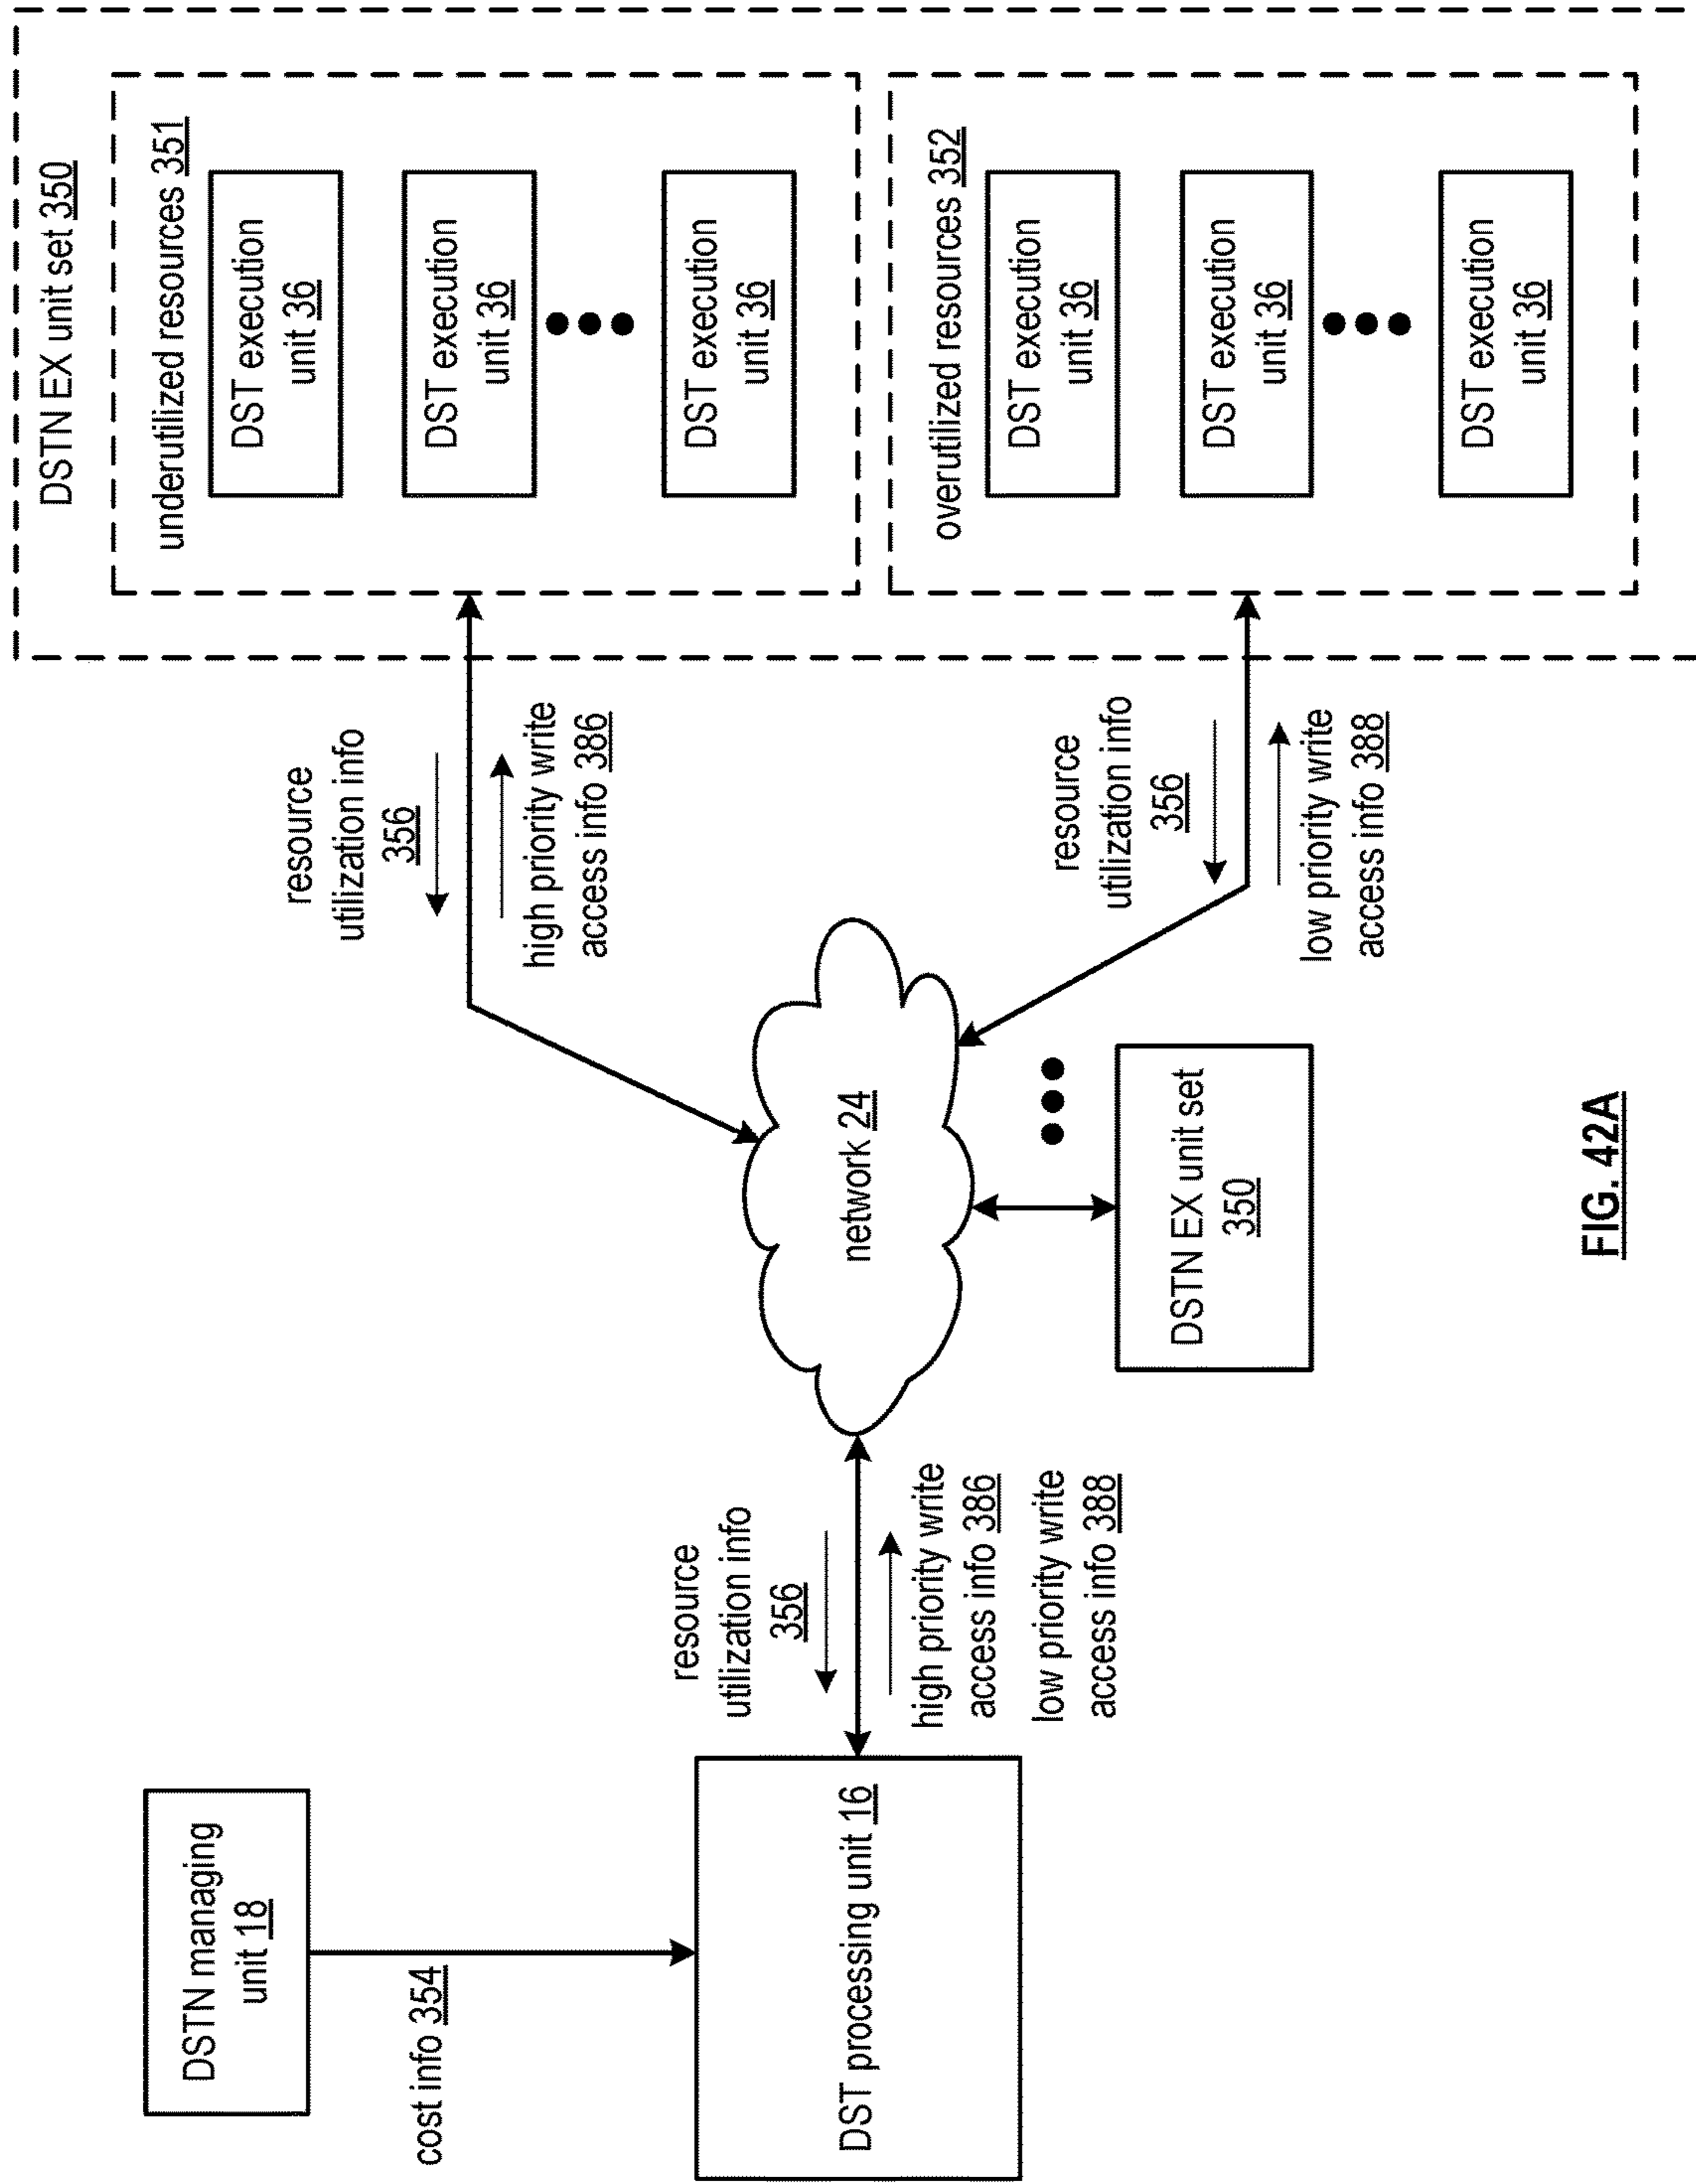 DSTN managing
unit 18
cost info 354
DST processing unit 16
resource
utilization info
356
high priority write
access info 386
low priority write
access info 388
network 24
DSTN EX unit set
350
resource
utilization info
356
high priority write
access info 386
resource
utilization info
356
low priority write
access info 388
DSTN EX unit set 350
underutilized resources 351
DST execution
unit 36
DST execution
unit 36
DST execution
unit 36
overutilized resources 352
DST execution
unit 36
DST execution
unit 36
DST execution
unit 36
FIG. 42A